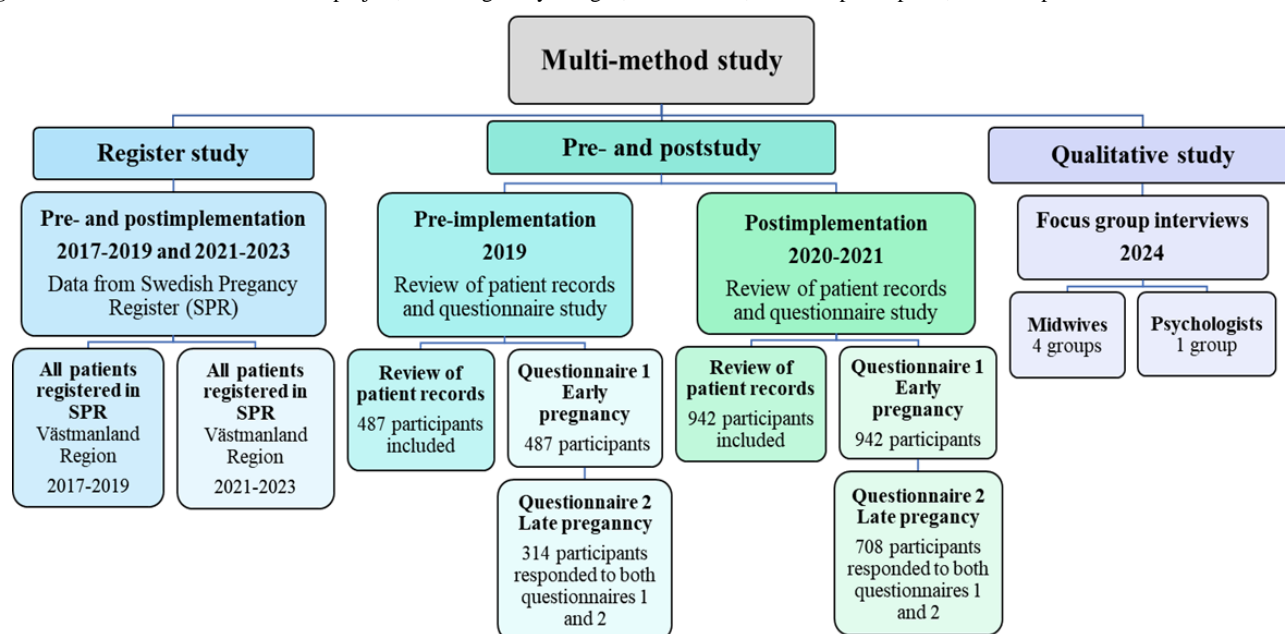 Multi-method study
Register study
Pre- and postimplementation
2017-2019 and 2021-2023
Data from Swedish Pregancy
Register (SPR)
All patients
registered in
SPR
Västmanland
Region
2017-2019
All patients
registered in
SPR
Västmanland
Region
2021-2023
Pre- and poststudy
Pre-implementation
2019
Review of patient records
and questionnaire study
Review of
patient records
487 participants
included
Questionnaire 1
Early
pregnancy
487 participants
Questionnaire 2
Late preganncy
314 participants
responded to both
questionnaires 1
and 2
Postimplementation
2020-2021
Review of patient records
and questionnaire study
Review of
patient records
942 participants
included
Questionnaire 1
Early
pregnancy
942 participants
Questionnaire 2
Late pregancy
708 participants
responded to both
questionnaires 1
and 2
Qualitative study
Focus group interviews
2024
Midwives
4 groups
Psychologists
1 group